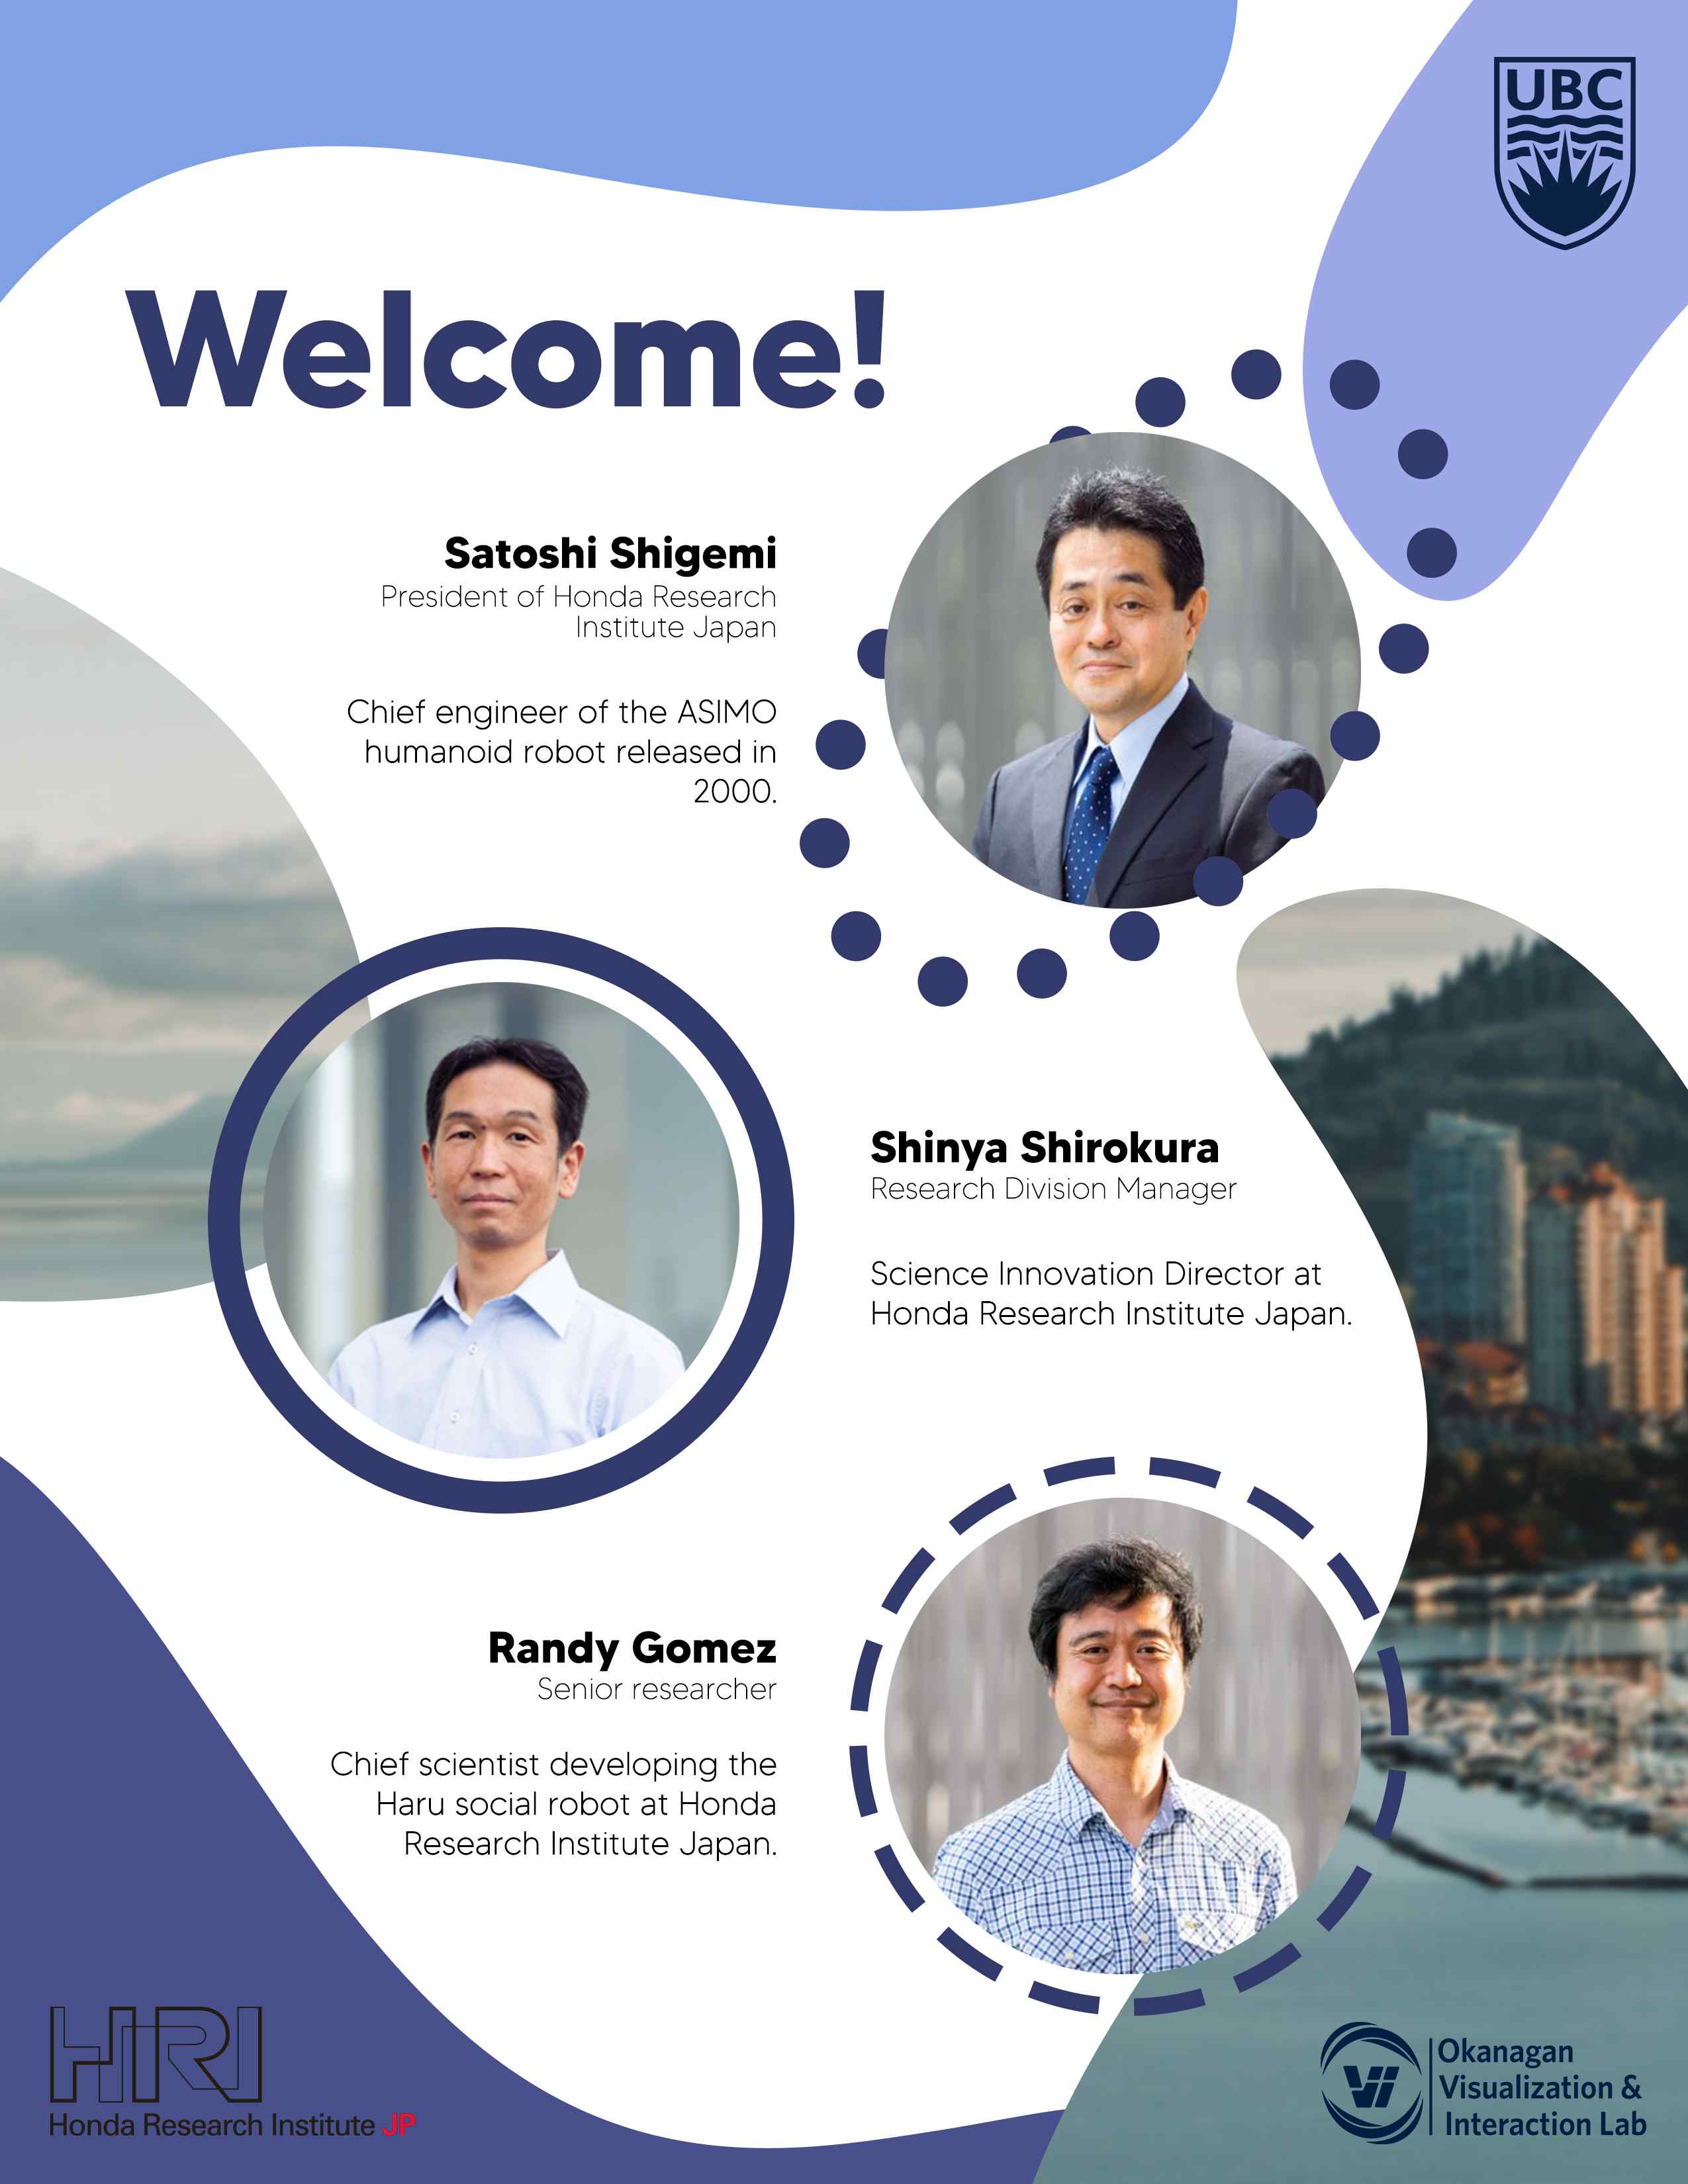 UBC
Welcome!
Satoshi Shigemi
President of Honda Research
Institute Japan
Chief engineer of the ASIMO
humanoid robot released in
2000.
Shinya Shirokura
Research Division Manager
Science Innovation Director at
Honda Research Institute Japan.
Randy Gomez
Senior researcher
Chief scientist developing the
Haru social robot at Honda
Research Institute Japan.
HRI
Honda Research Institute JP
Okanagan
Visualization &
Interaction Lab